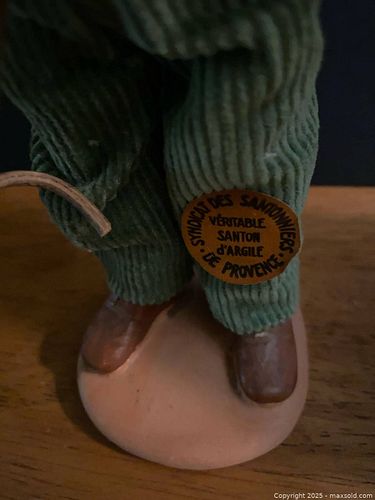 SYNDICAT DES SANTONNIERS
VÉRITABLE
SANTON
d'ARGILE
• DE PROVENCE •
Copyright 2025 - maxsold.com